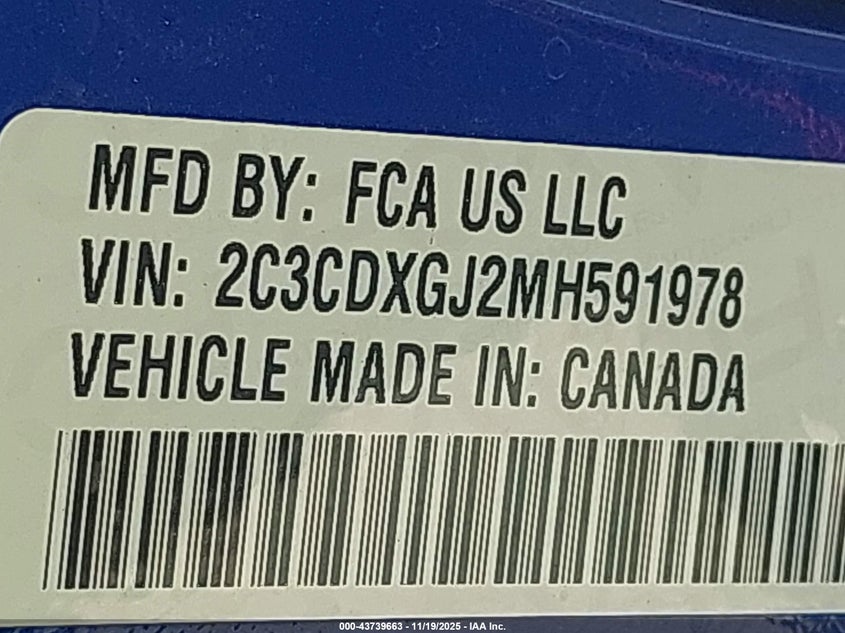 MFD BY: FCA US LLC
VIN: 2C3CDXGJ2MH591978
VEHICLE MADE IN: CANADA
000-43739663 - 11/19/2025 - IAA Inc.